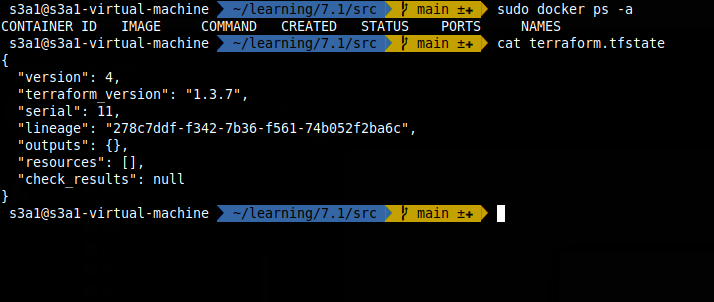 s3a1@s3a1-virtual-machine ~/learning/7.1/src main ±✚ sudo docker ps -a
CONTAINER ID   IMAGE     COMMAND   CREATED   STATUS    PORTS     NAMES
s3a1@s3a1-virtual-machine ~/learning/7.1/src main ±✚ cat terraform.tfstate
{
  "version": 4,
  "terraform_version": "1.3.7",
  "serial": 11,
  "lineage": "278c7ddf-f342-7b36-f561-74b052f2ba6c",
  "outputs": {},
  "resources": [],
  "check_results": null
}
s3a1@s3a1-virtual-machine ~/learning/7.1/src main ±✚